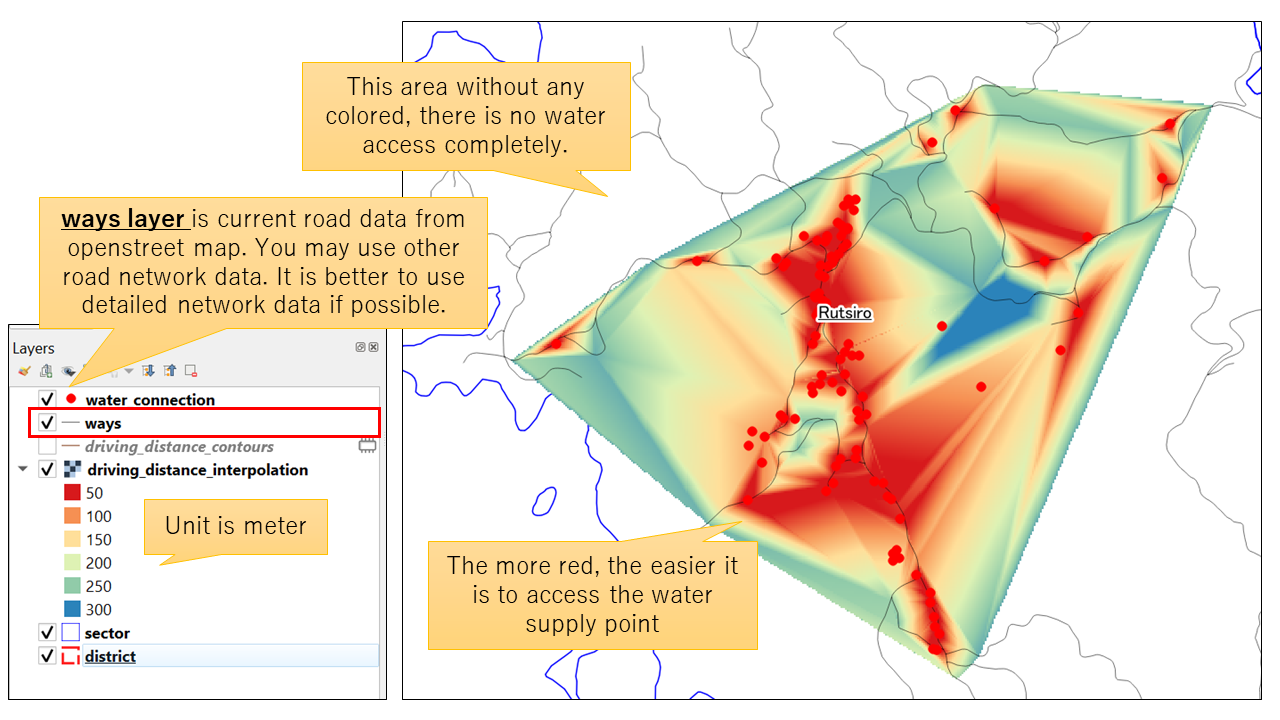 This area without any
colored, there is no water
access completely.
ways layer is current road data from
openstreet map. You may use other
road network data. It is better to use
detailed network data if possible.
Layers
water_connection
ways
driving_distance_contours
driving_distance_interpolation
50
100
150
200
250
300
Unit is meter
sector
district
Rutsiro
The more red, the easier it
is to access the water
supply point